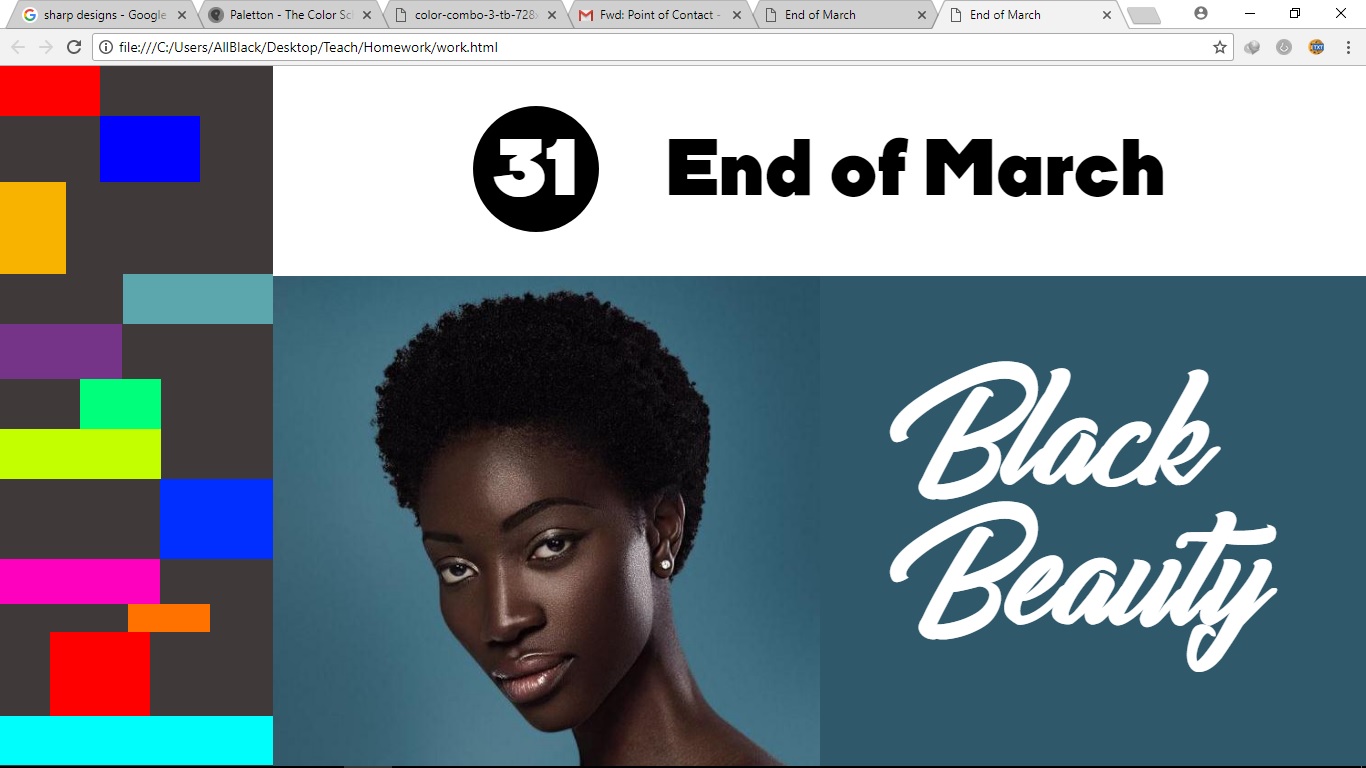 sharp designs - Google
Paletton - The Color Sc
color-combo-3-tb-728
Fwd: Point of Contact -
End of March
End of March
file:///C:/Users/AllBlack/Desktop/Teach/Homework/work.html
31 End of March
Black
Beauty